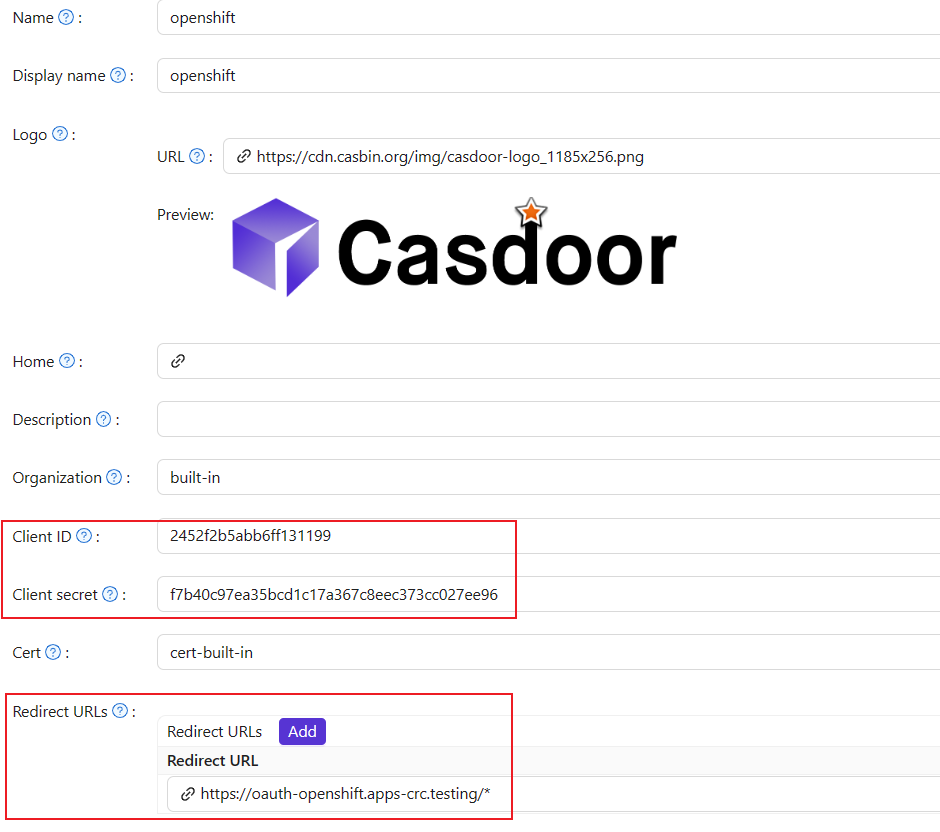 Name ? :
openshift
Display name ? :
openshift
Logo ? :
URL ? :
https://cdn.casbin.org/img/casdoor-logo_1185x256.png
Preview:
Casdoor
Home ? :
Description ? :
Organization ? :
built-in
Client ID ? :
2452f2b5abb6ff131199
Client secret ? :
f7b40c97ea35bcd1c17a367c8eec373cc027ee96
Cert ? :
cert-built-in
Redirect URLs ? :
Redirect URLs Add
Redirect URL
https://oauth-openshift.apps-crc.testing/*